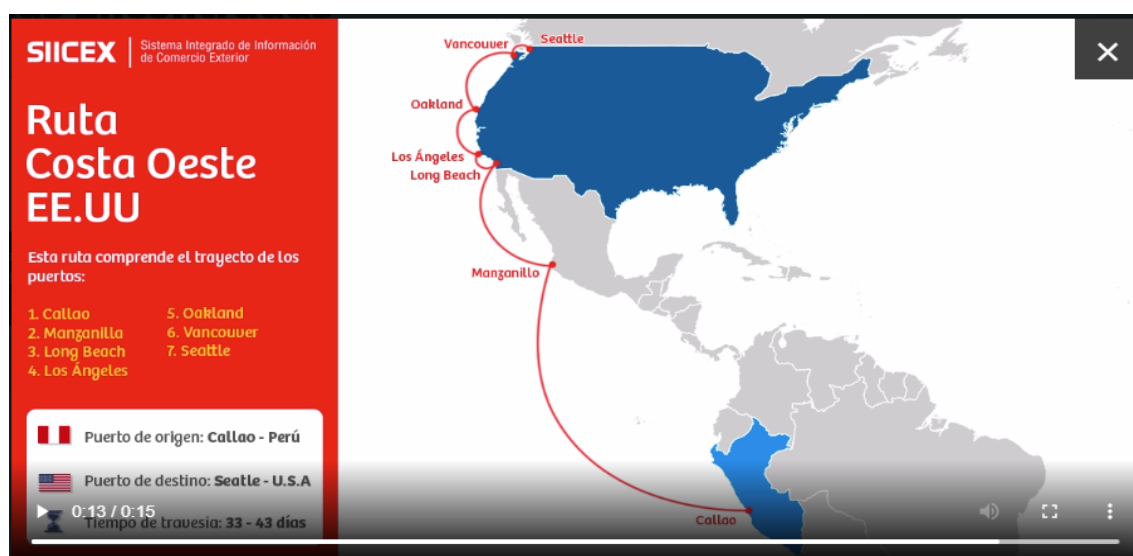 SIICEX
Sistema Integrado de Información
de Comercio Exterior
Ruta
Costa Oeste
EE.UU
Esta ruta comprende el trayecto de los
puertos:
1. Callao
2. Manzanilla
3. Long Beach
4. Los Ángeles
5. Oakland
6. Vancouver
7. Seattle
Puerto de origen: Callao - Perú
Puerto de destino: Seatle - U.S.A
0:13 / 0:15
Tiempo de travesia: 33 - 43 días
Vancouver
Seattle
Oakland
Los Ángeles
Long Beach
Manzanillo
Callao